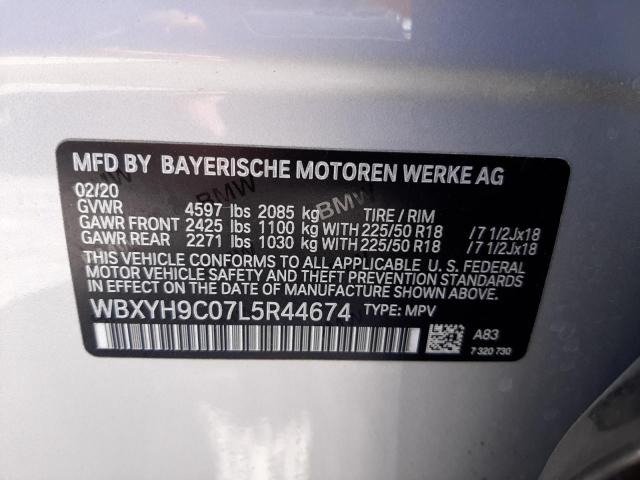 MFD BY BAYERISCHE MOTOREN WERKE AG
02/20
GVWR 4597 lbs 2085 kg TIRE / RIM
GAWR FRONT 2425 lbs 1100 kg WITH 225/50 R18 /7 1/2Jx18
GAWR REAR 2271 lbs 1030 kg WITH 225/50 R18 /7 1/2Jx18
THIS VEHICLE CONFORMS TO ALL APPLICABLE U. S. FEDERAL
MOTOR VEHICLE SAFETY AND THEFT PREVENTION STANDARDS
IN EFFECT ON THE DATE OF MANUFACTURE SHOWN ABOVE.
WBXYH9C07L5R44674 TYPE: MPV
A83
7 320 730
BMW
BMW
BMW